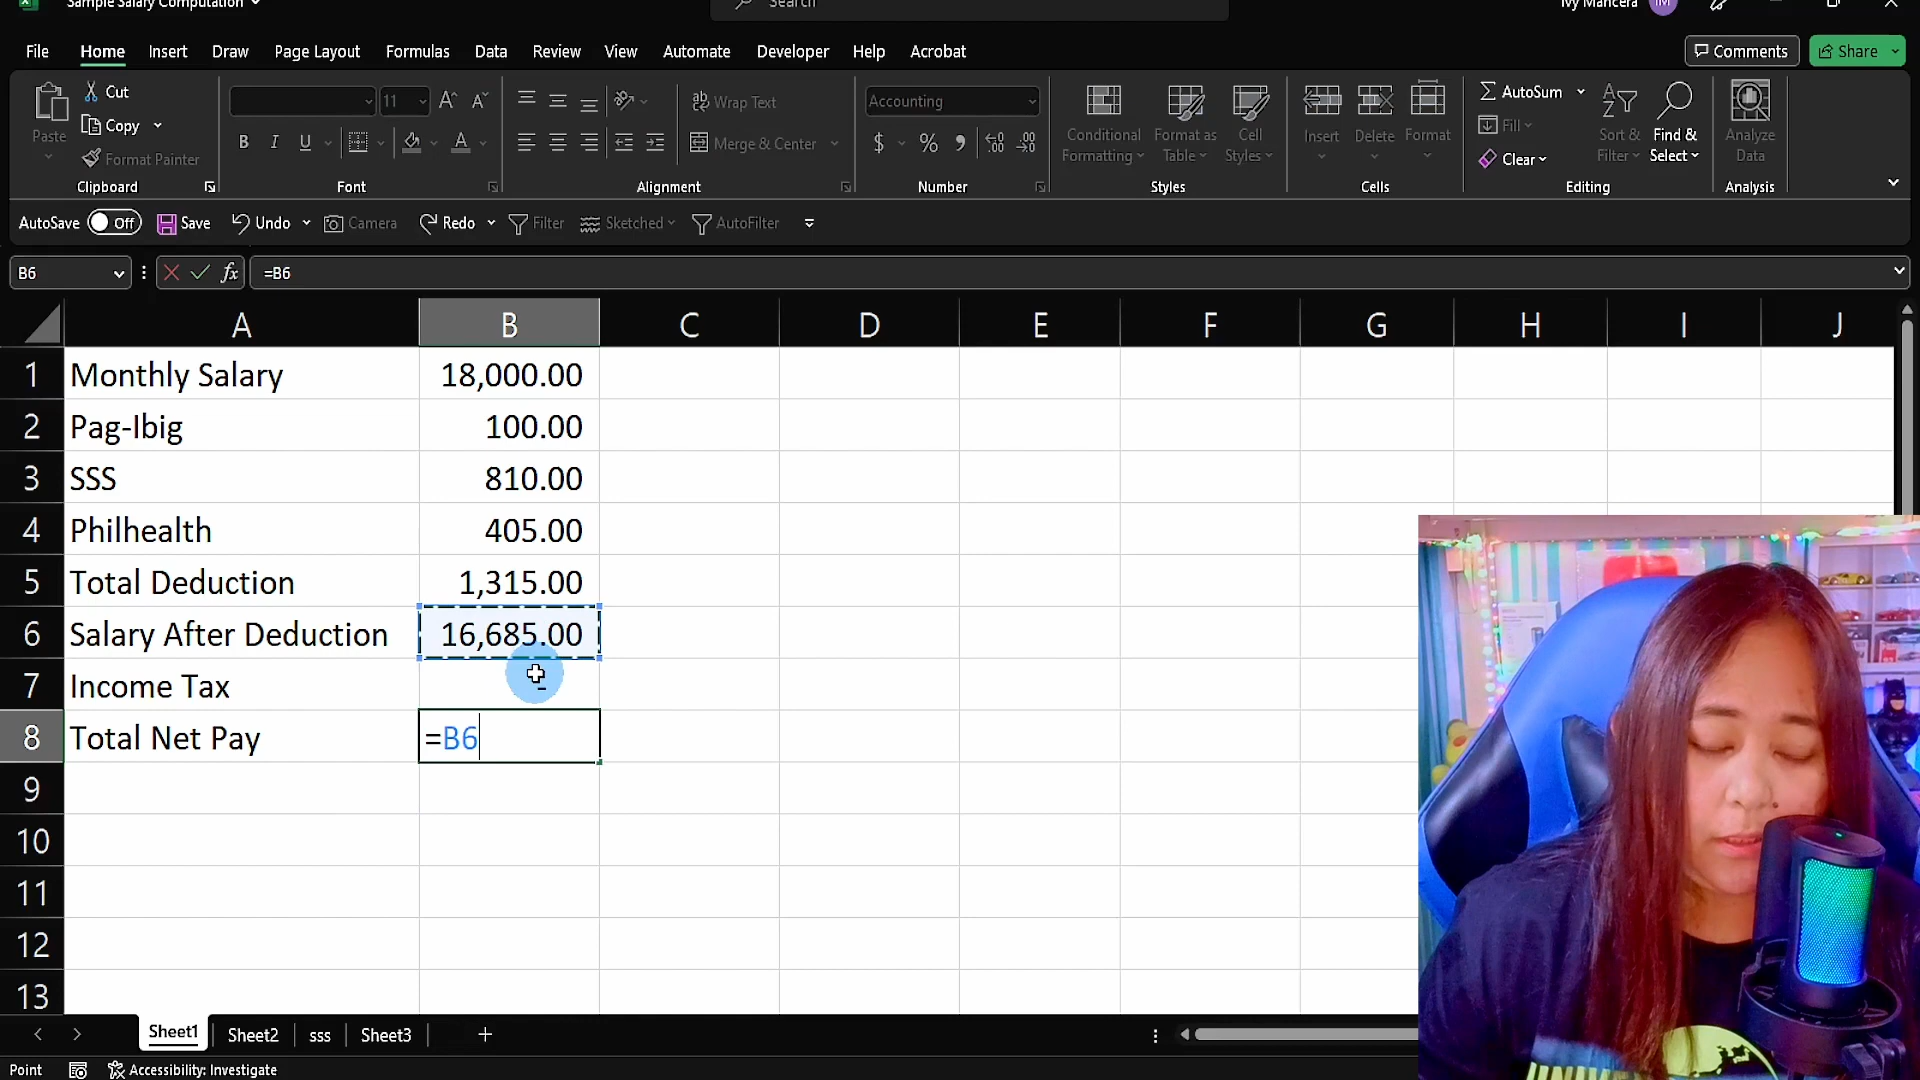 Sample Salary Computation
Search
Ivy Mancera
IM
File Home Insert Draw Page Layout Formulas Data Review View Automate Developer Help Acrobat
Comments
Share
Paste
Cut
Copy
Format Painter
Clipboard
11
B I U
Font
Wrap Text
Merge & Center
Alignment
Accounting
$ % ,
Number
Conditional Formatting
Format as Table
Cell Styles
Styles
Insert
Delete
Format
Cells
AutoSum
Fill
Clear
Sort & Filter
Find & Select
Editing
Analyze Data
Analysis
AutoSave Off Save Undo Camera Redo Filter Sketched AutoFilter
B6 fx =B6
A B C D E F G H I J
1 Monthly Salary 18,000.00
2 Pag-Ibig 100.00
3 SSS 810.00
4 Philhealth 405.00
5 Total Deduction 1,315.00
6 Salary After Deduction 16,685.00
7 Income Tax -
8 Total Net Pay =B6
9
10
11
12
13
Sheet1 Sheet2 sss Sheet3 +
Point
Accessibility: Investigate